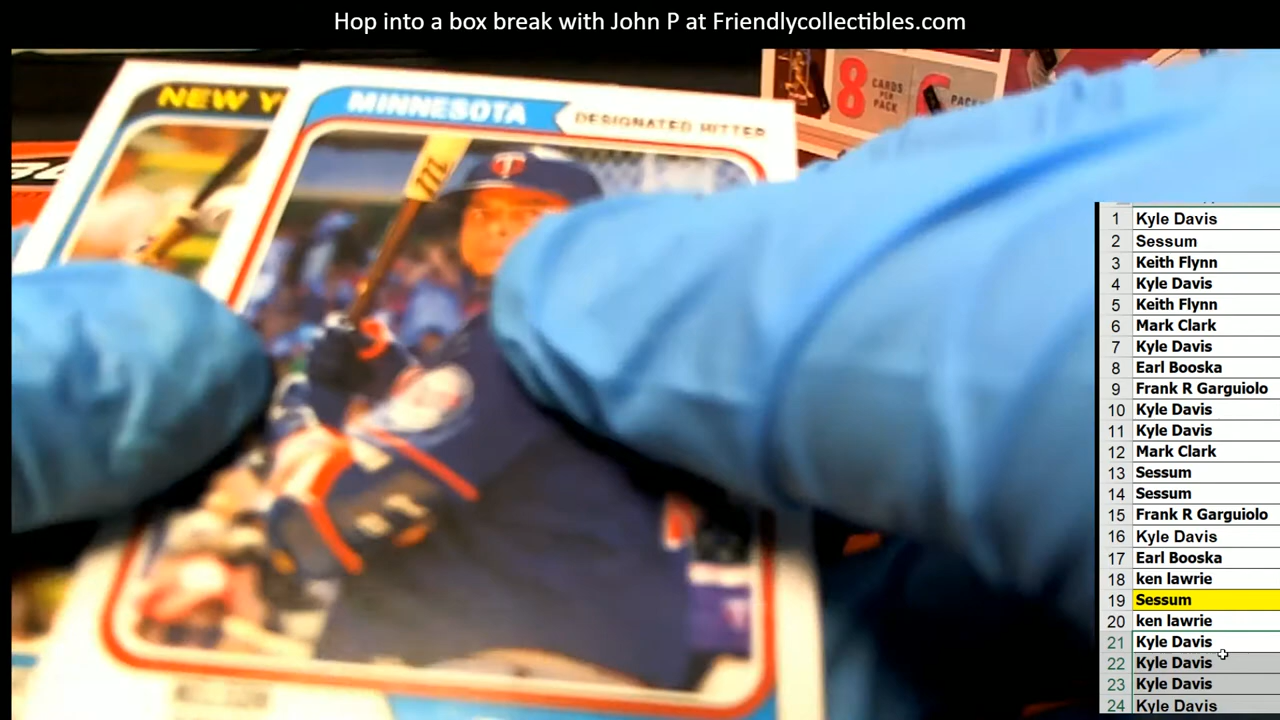 Hop into a box break with John P at Friendlycollectibles.com
NEW Y
MINNESOTA
DESIGNATED HITTER
8
CARDS
PER
PACK
PACK
1 Kyle Davis
2 Sessum
3 Keith Flynn
4 Kyle Davis
5 Keith Flynn
6 Mark Clark
7 Kyle Davis
8 Earl Booska
9 Frank R Garguiolo
10 Kyle Davis
11 Kyle Davis
12 Mark Clark
13 Sessum
14 Sessum
15 Frank R Garguiolo
16 Kyle Davis
17 Earl Booska
18 ken lawrie
19 Sessum
20 ken lawrie
21 Kyle Davis
22 Kyle Davis
23 Kyle Davis
24 Kyle Davis